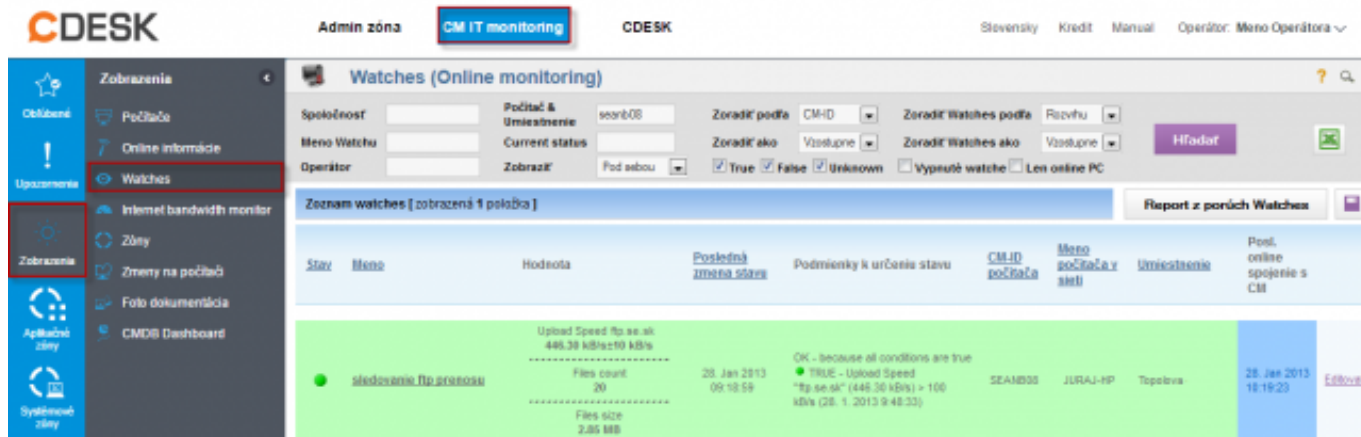 CDESK
Admin zóna
CM IT monitoring
CDESK
Slovensky
Kredit
Manual
Operátor: Meno Operátora
Obľúbené
Upozornenia
Zobrazenia
Aplikačné zóny
Systémové zóny
Zobrazenia
Počítače
Online informácie
Watches
Internet bandwidth monitor
Zóny
Zmeny na počítači
Foto dokumentácia
CMDB Dashboard
Watches (Online monitoring)
?
Spoločnosť
Počítač & Umiestnenie
seanb08
Zoradiť podľa
CM-ID
Zoradiť Watches podľa
Rozvrhu
Meno Watchu
Current status
Zoradiť ako
Vzostupne
Zoradiť Watches ako
Vzostupne
Hľadať
Operátor
Zobraziť
Pod sebou
True
False
Unknown
Vypnuté watche
Len online PC
Zoznam watches [ zobrazená 1 položka ]
Report z porúch Watches
Stav
Meno
Hodnota
Posledná zmena stavu
Podmienky k určeniu stavu
CM-ID počítača
Meno počítača v sieti
Umiestnenie
Posl. online spojenie s CM
sledovanie ftp prenosu
Upload Speed ftp.se.sk
446.30 kB/s±10 kB/s
Files count
20
Files size
2.85 MB
28. Jan 2013
09:18:59
OK - because all conditions are true
TRUE - Upload Speed
"ftp.se.sk" (446.30 kB/s) > 100
kB/s (28. 1. 2013 9:48:33)
SEANB08
JURAJ-HP
Topolova
28. Jan 2013
10:19:23